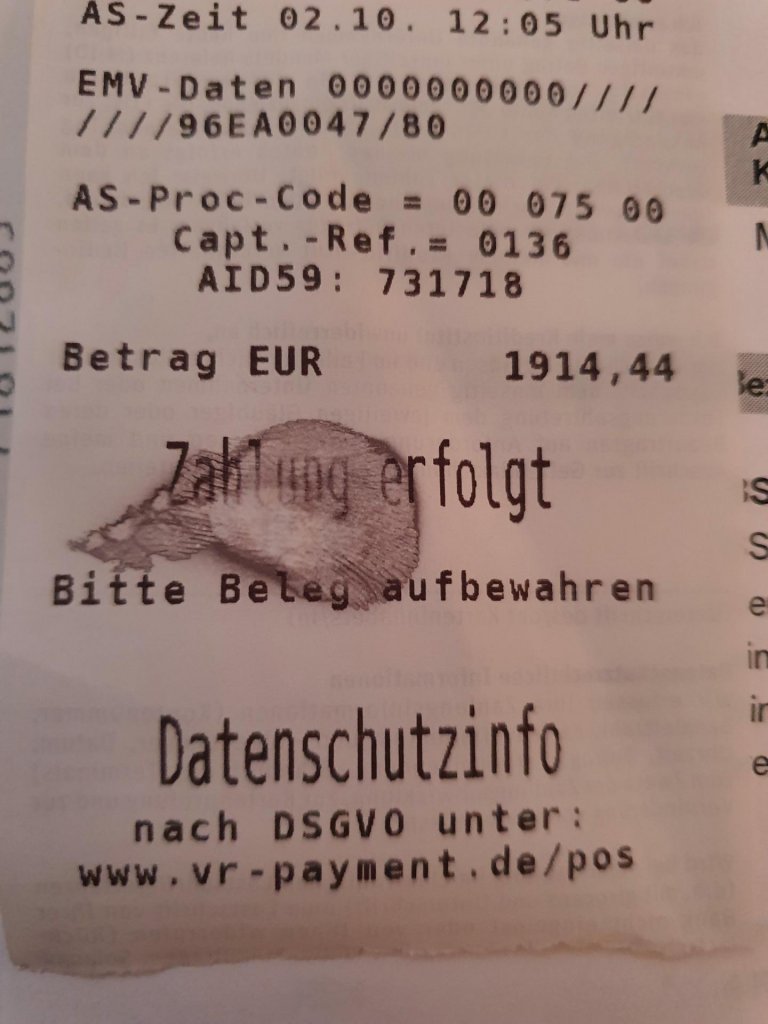 AS-Zeit 02.10. 12:05 Uhr
EMV-Daten 0000000000////
////96EA0047/80
AS-Proc-Code = 00 075 00
Capt.-Ref.= 0136
AID59: 731718
Betrag EUR 1914,44
Zahlung erfolgt
Bitte Beleg aufbewahren
Datenschutzinfo
nach DSGVO unter:
www.vr-payment.de/pos